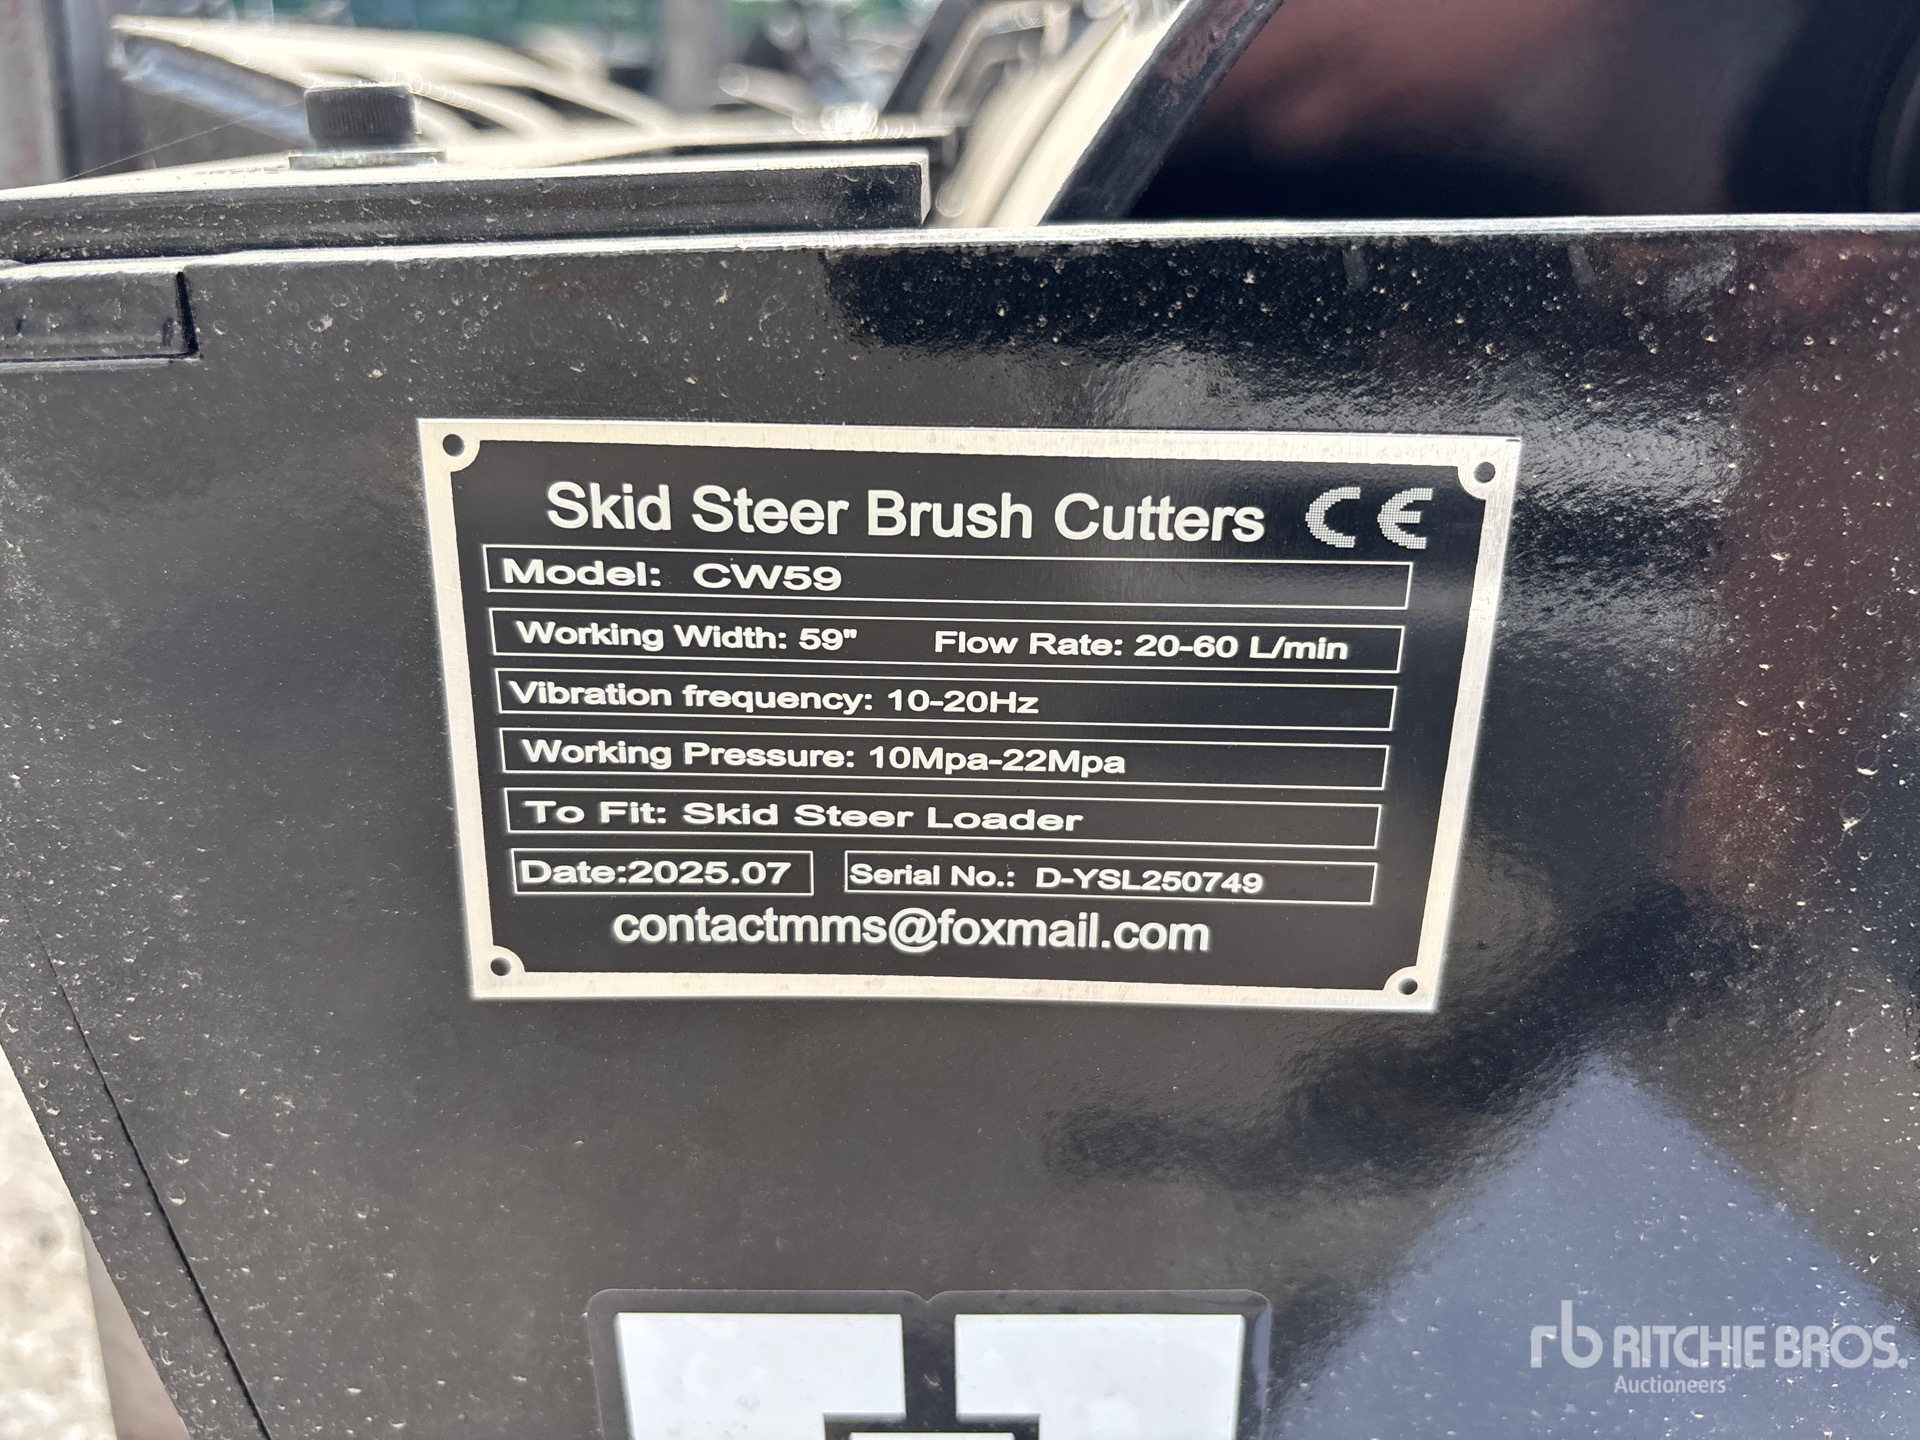 Skid Steer Brush Cutters CE
Model: CW59
Working Width: 59" Flow Rate: 20-60 L/min
Vibration frequency: 10-20Hz
Working Pressure: 10Mpa-22Mpa
To Fit: Skid Steer Loader
Date:2025.07 Serial No.: D-YSL250749
contactmms@foxmail.com
rb RITCHIE BROS.
Auctioneers